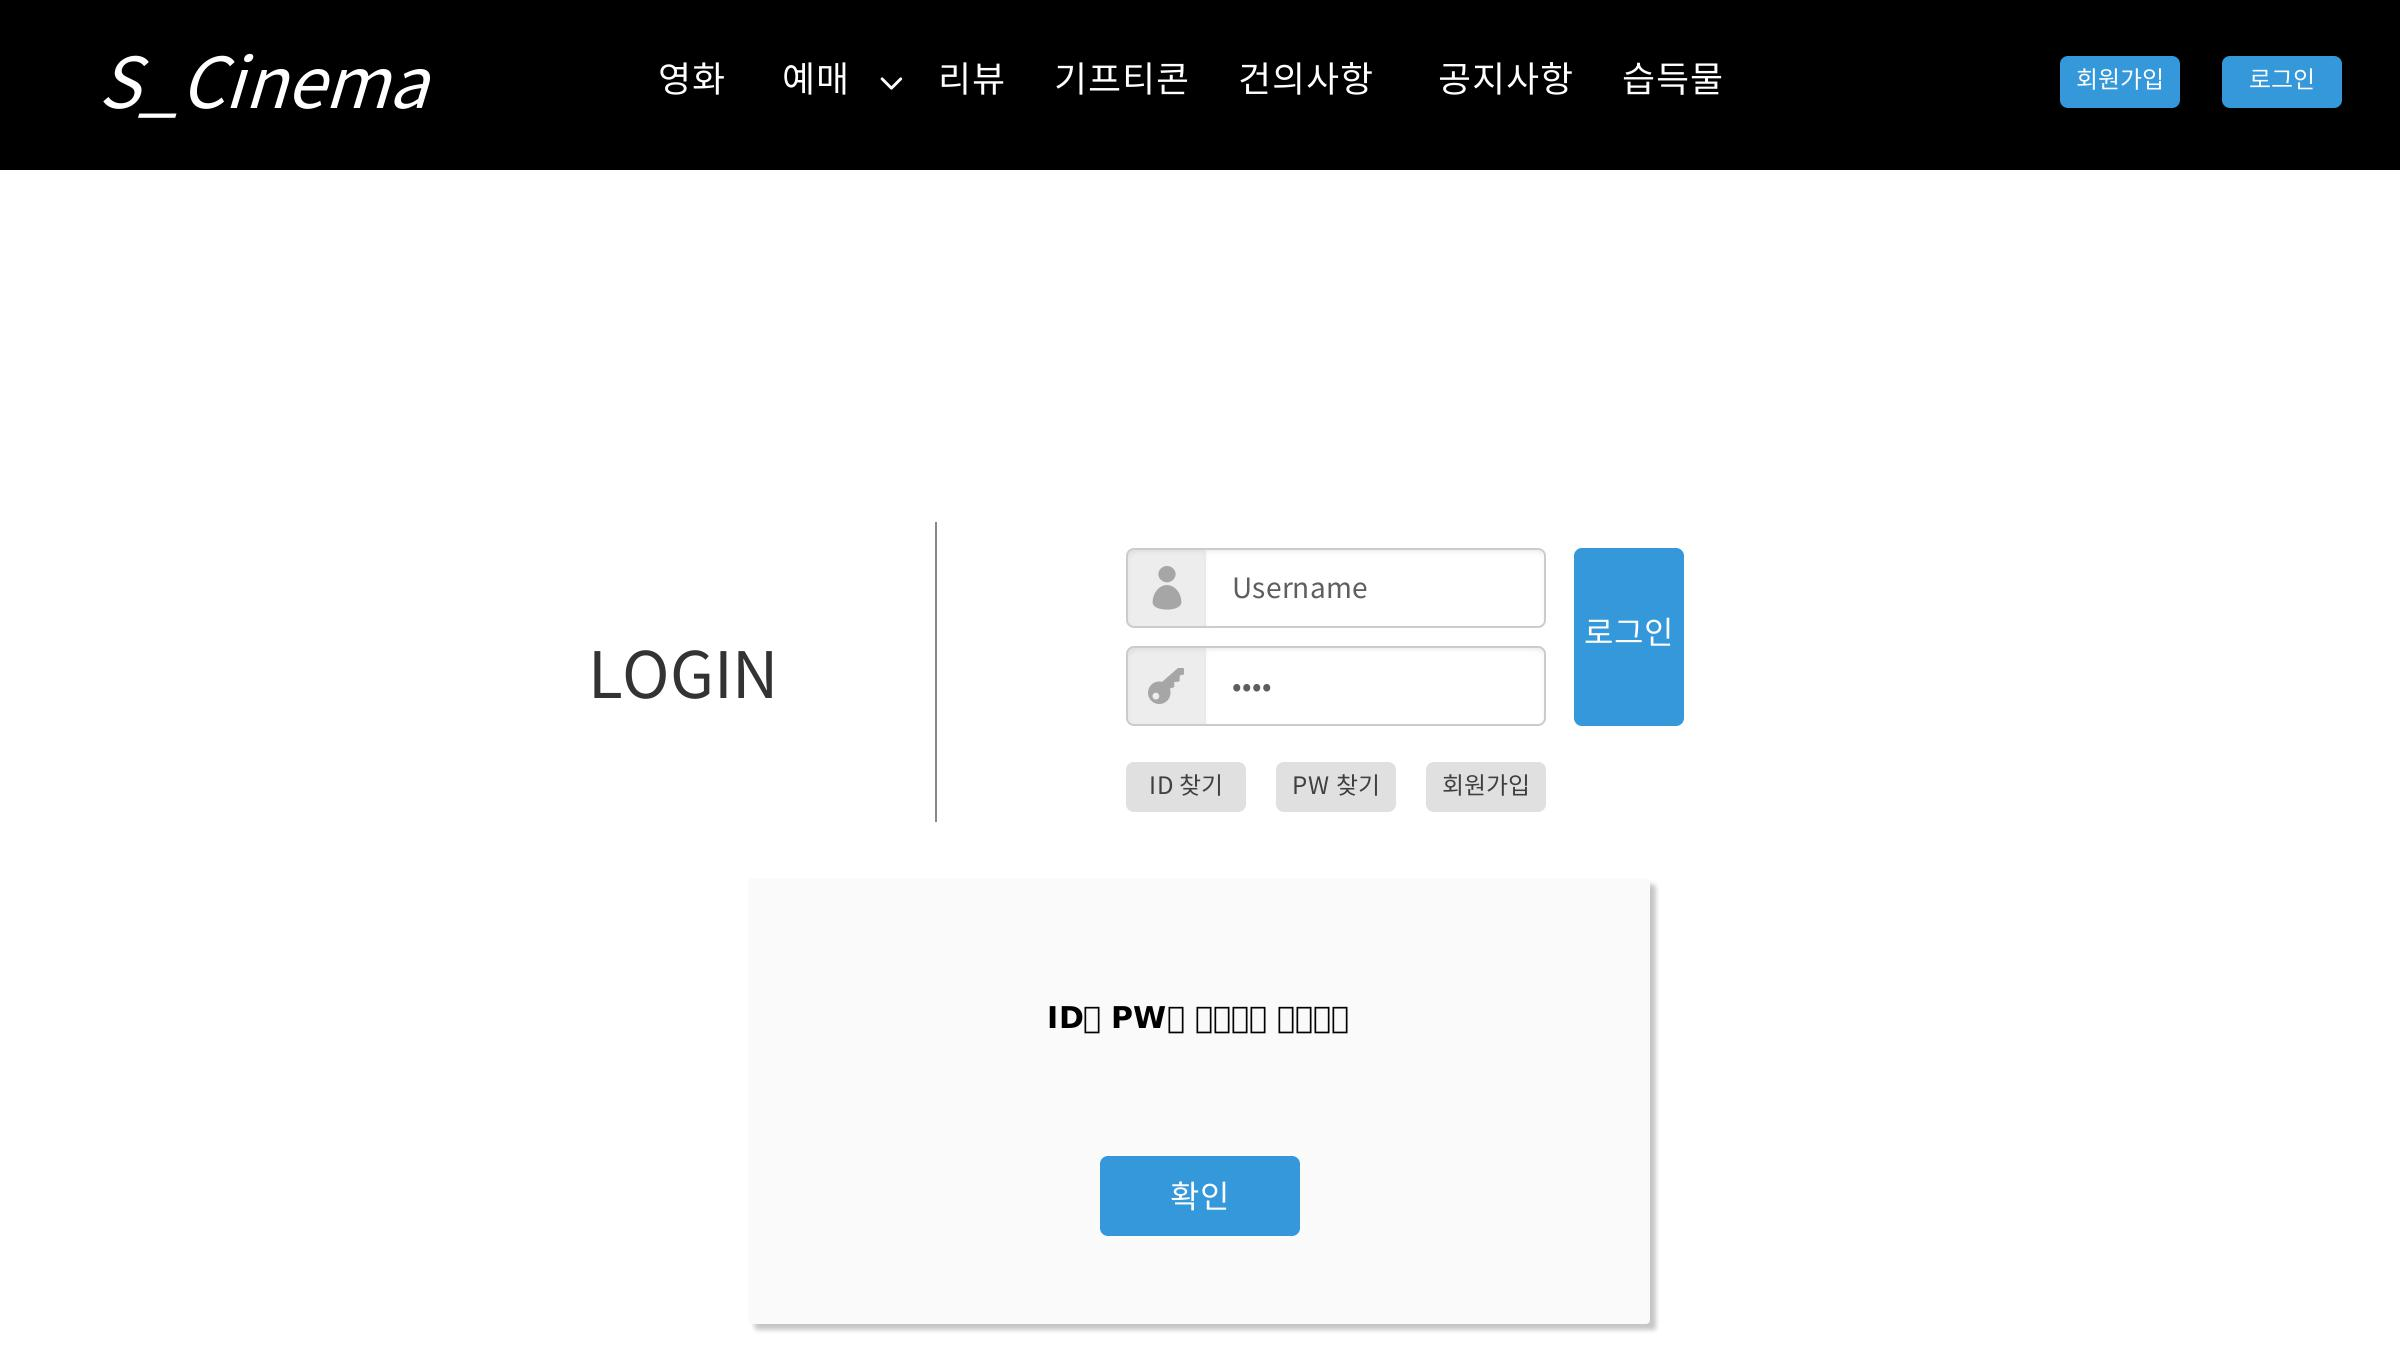 S_Cinema
영화 예매 리뷰 기프티콘 건의사항 공지사항 습득물
회원가입 로그인
LOGIN
Username
••••
로그인
ID 찾기 PW 찾기 회원가입
ID PW
확인